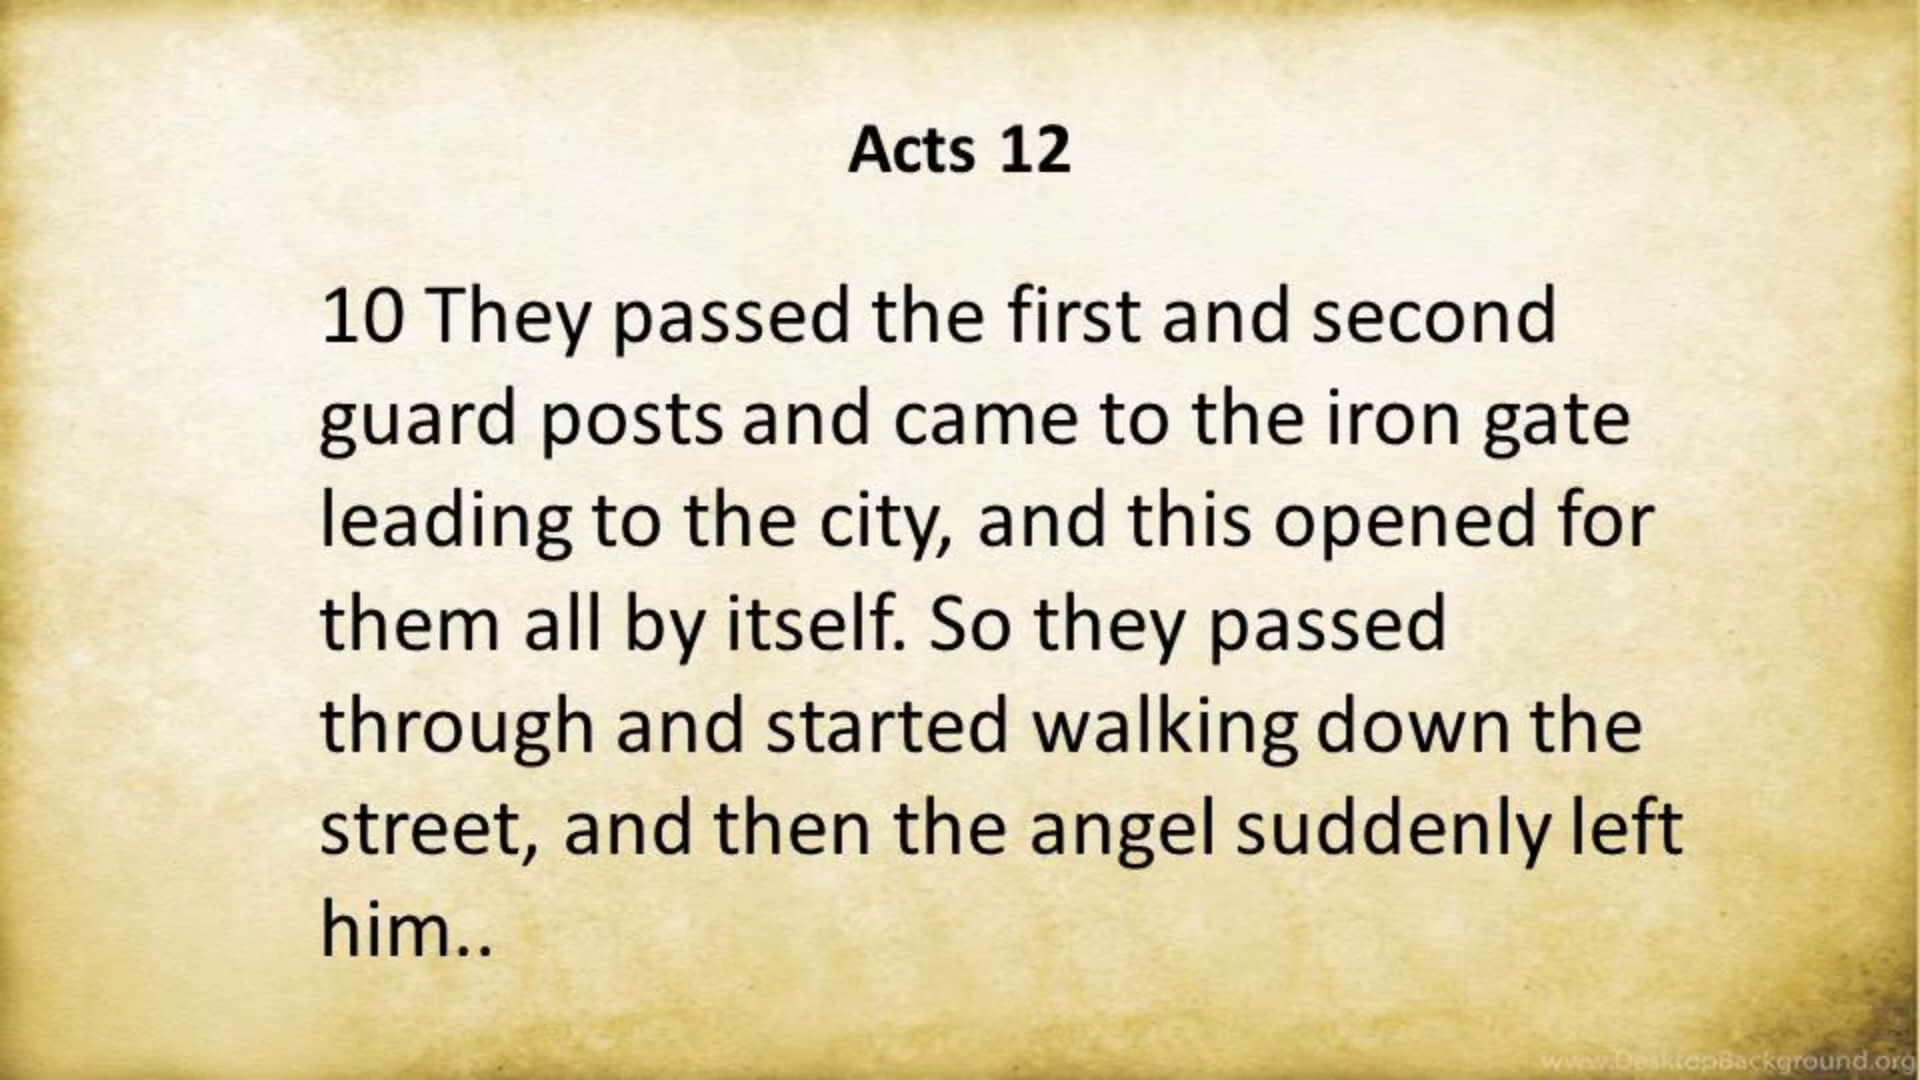 Acts 12
10 They passed the first and second
guard posts and came to the iron gate
leading to the city, and this opened for
them all by itself. So they passed
through and started walking down the
street, and then the angel suddenly left
him..
www.DesktopBackground.org